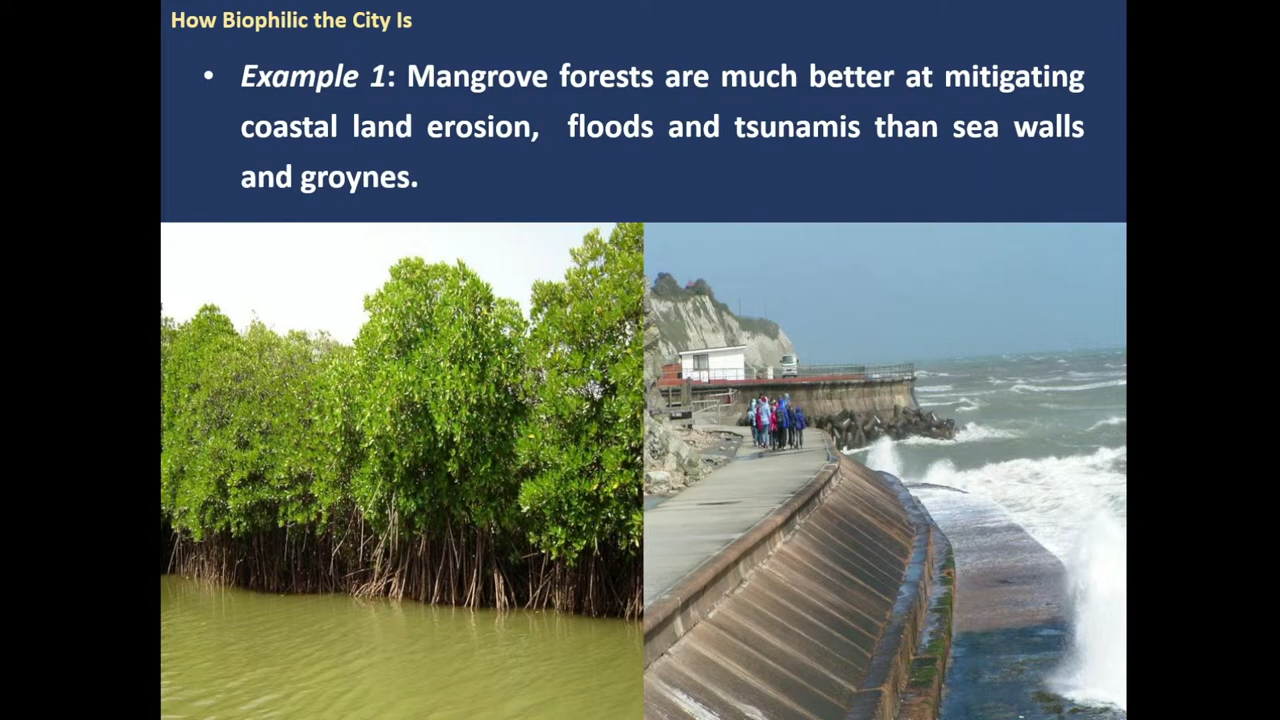 How Biophilic the City Is
• Example 1: Mangrove forests are much better at mitigating
coastal land erosion, floods and tsunamis than sea walls
and groynes.